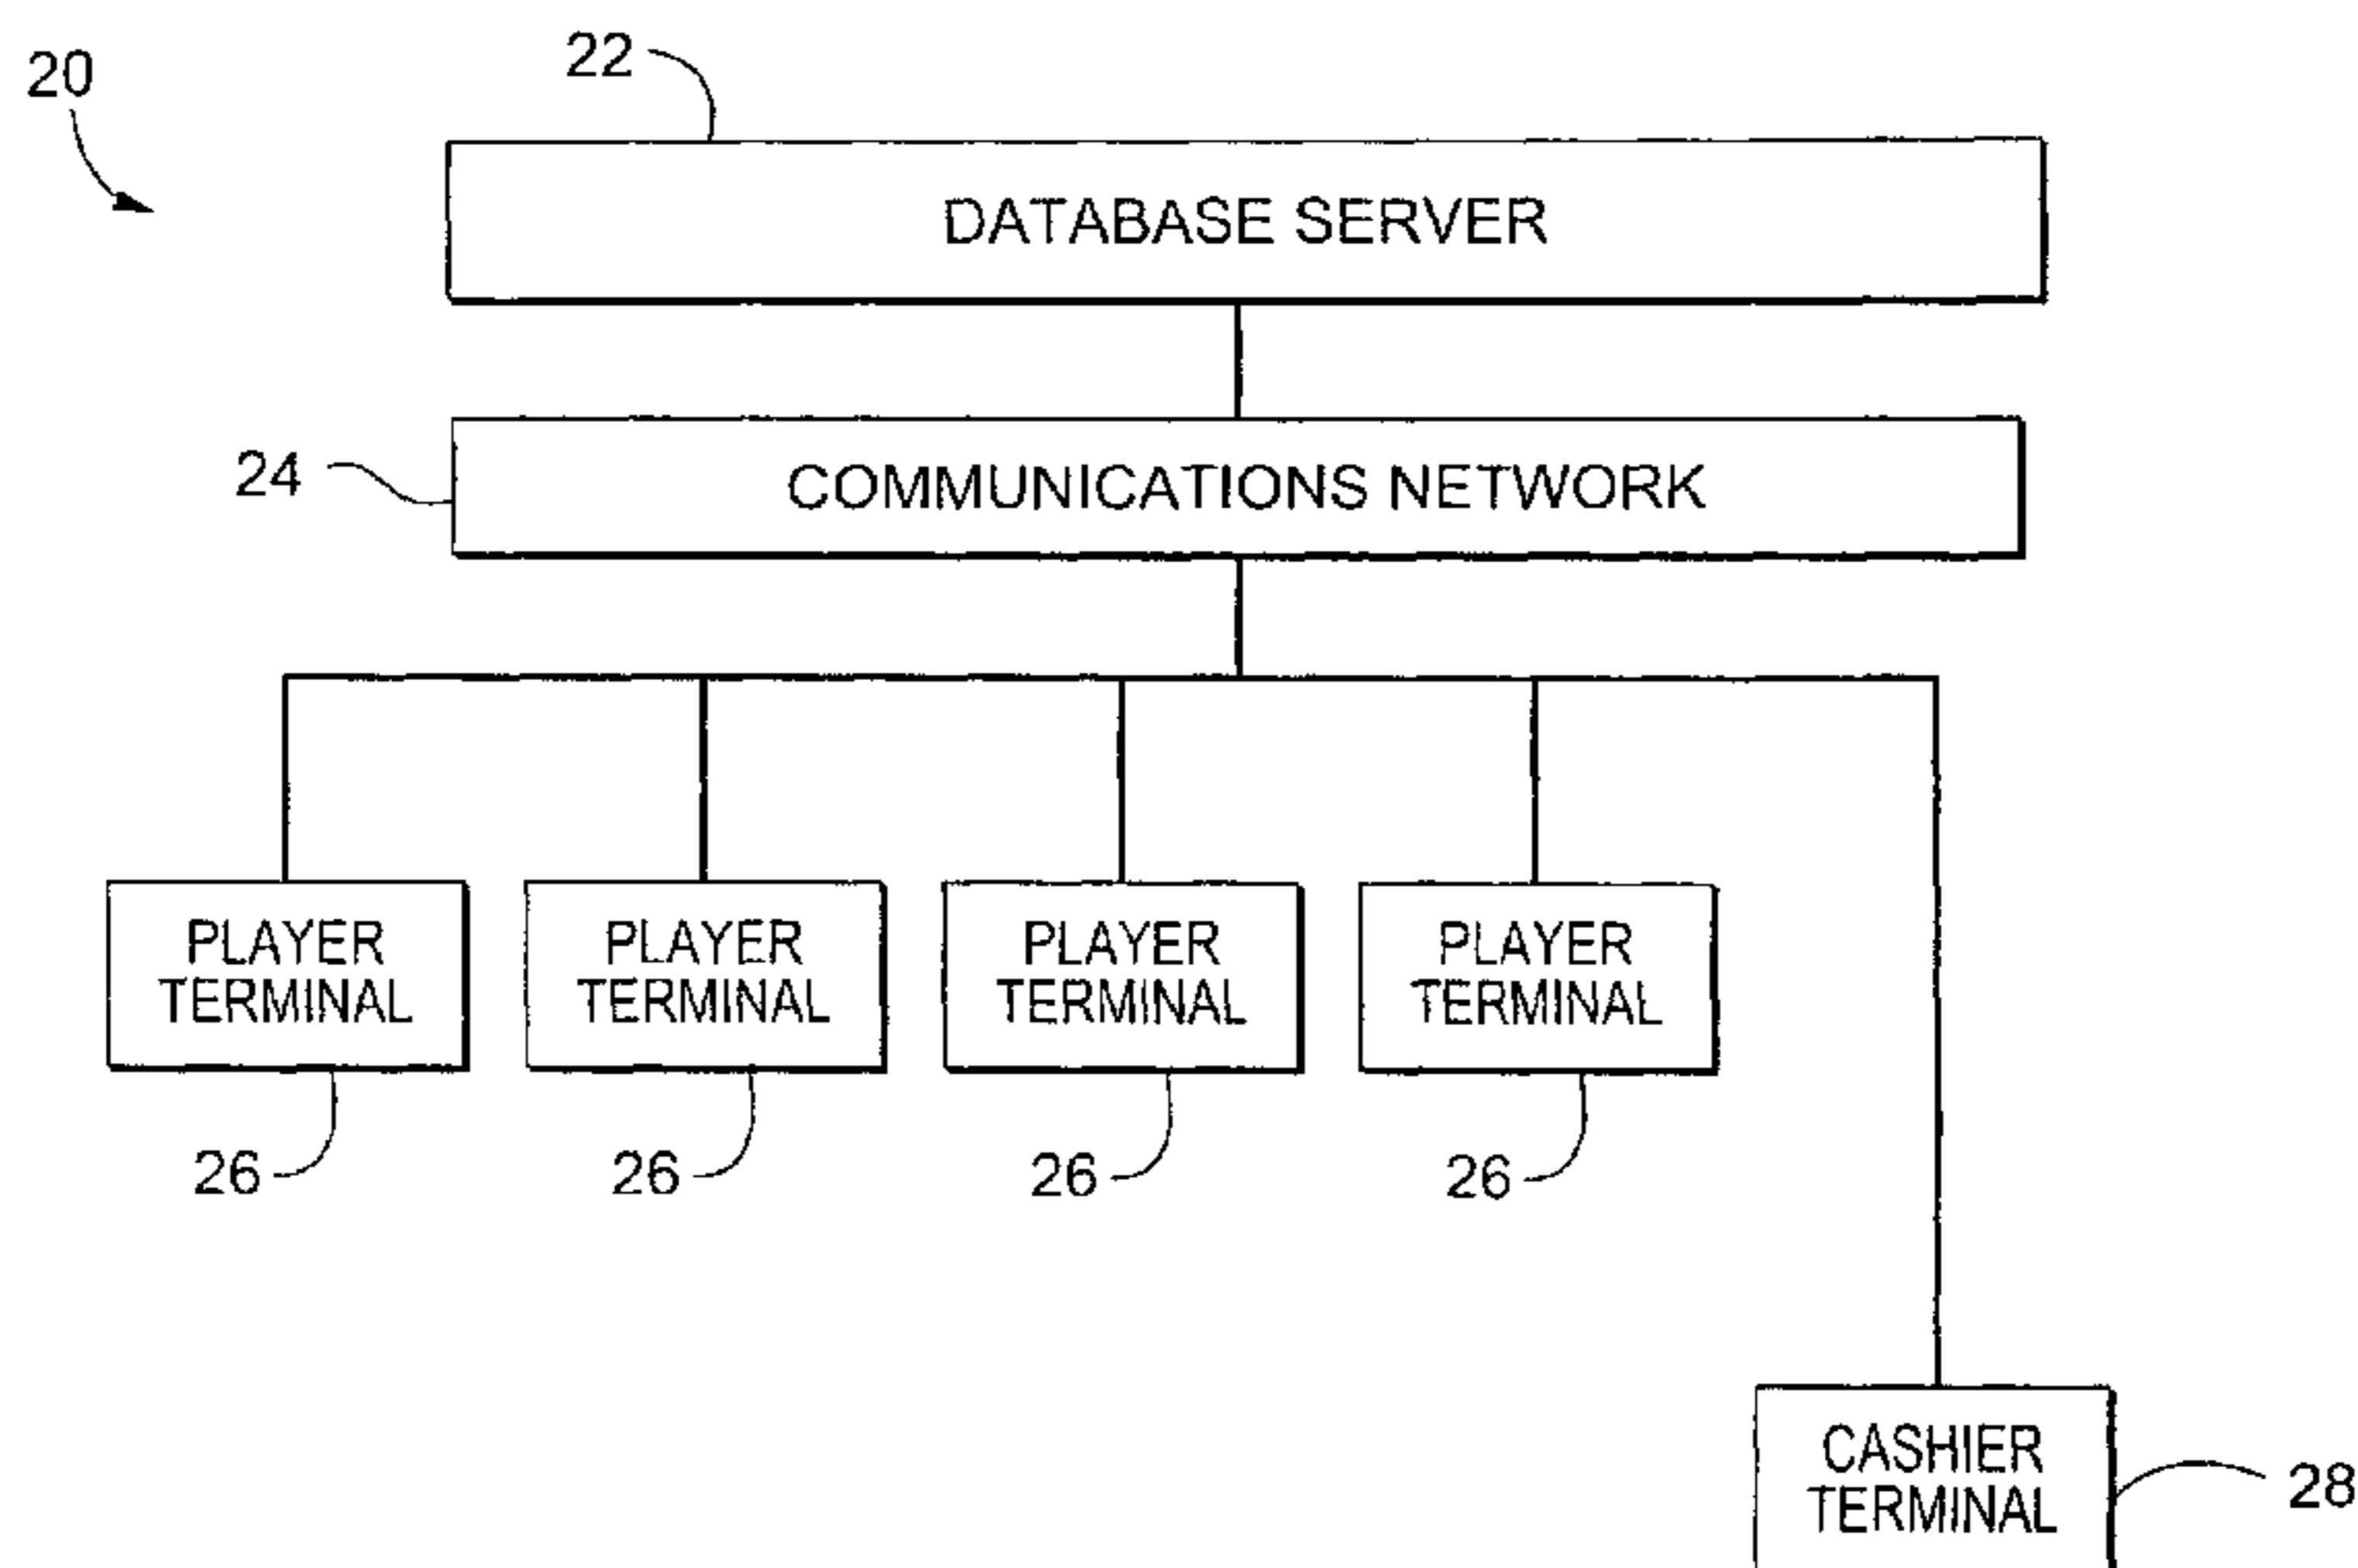 20
22
DATABASE SERVER
24
COMMUNICATIONS NETWORK
PLAYER
TERMINAL
PLAYER
TERMINAL
PLAYER
TERMINAL
PLAYER
TERMINAL
26
26
26
26
CASHIER
TERMINAL
28